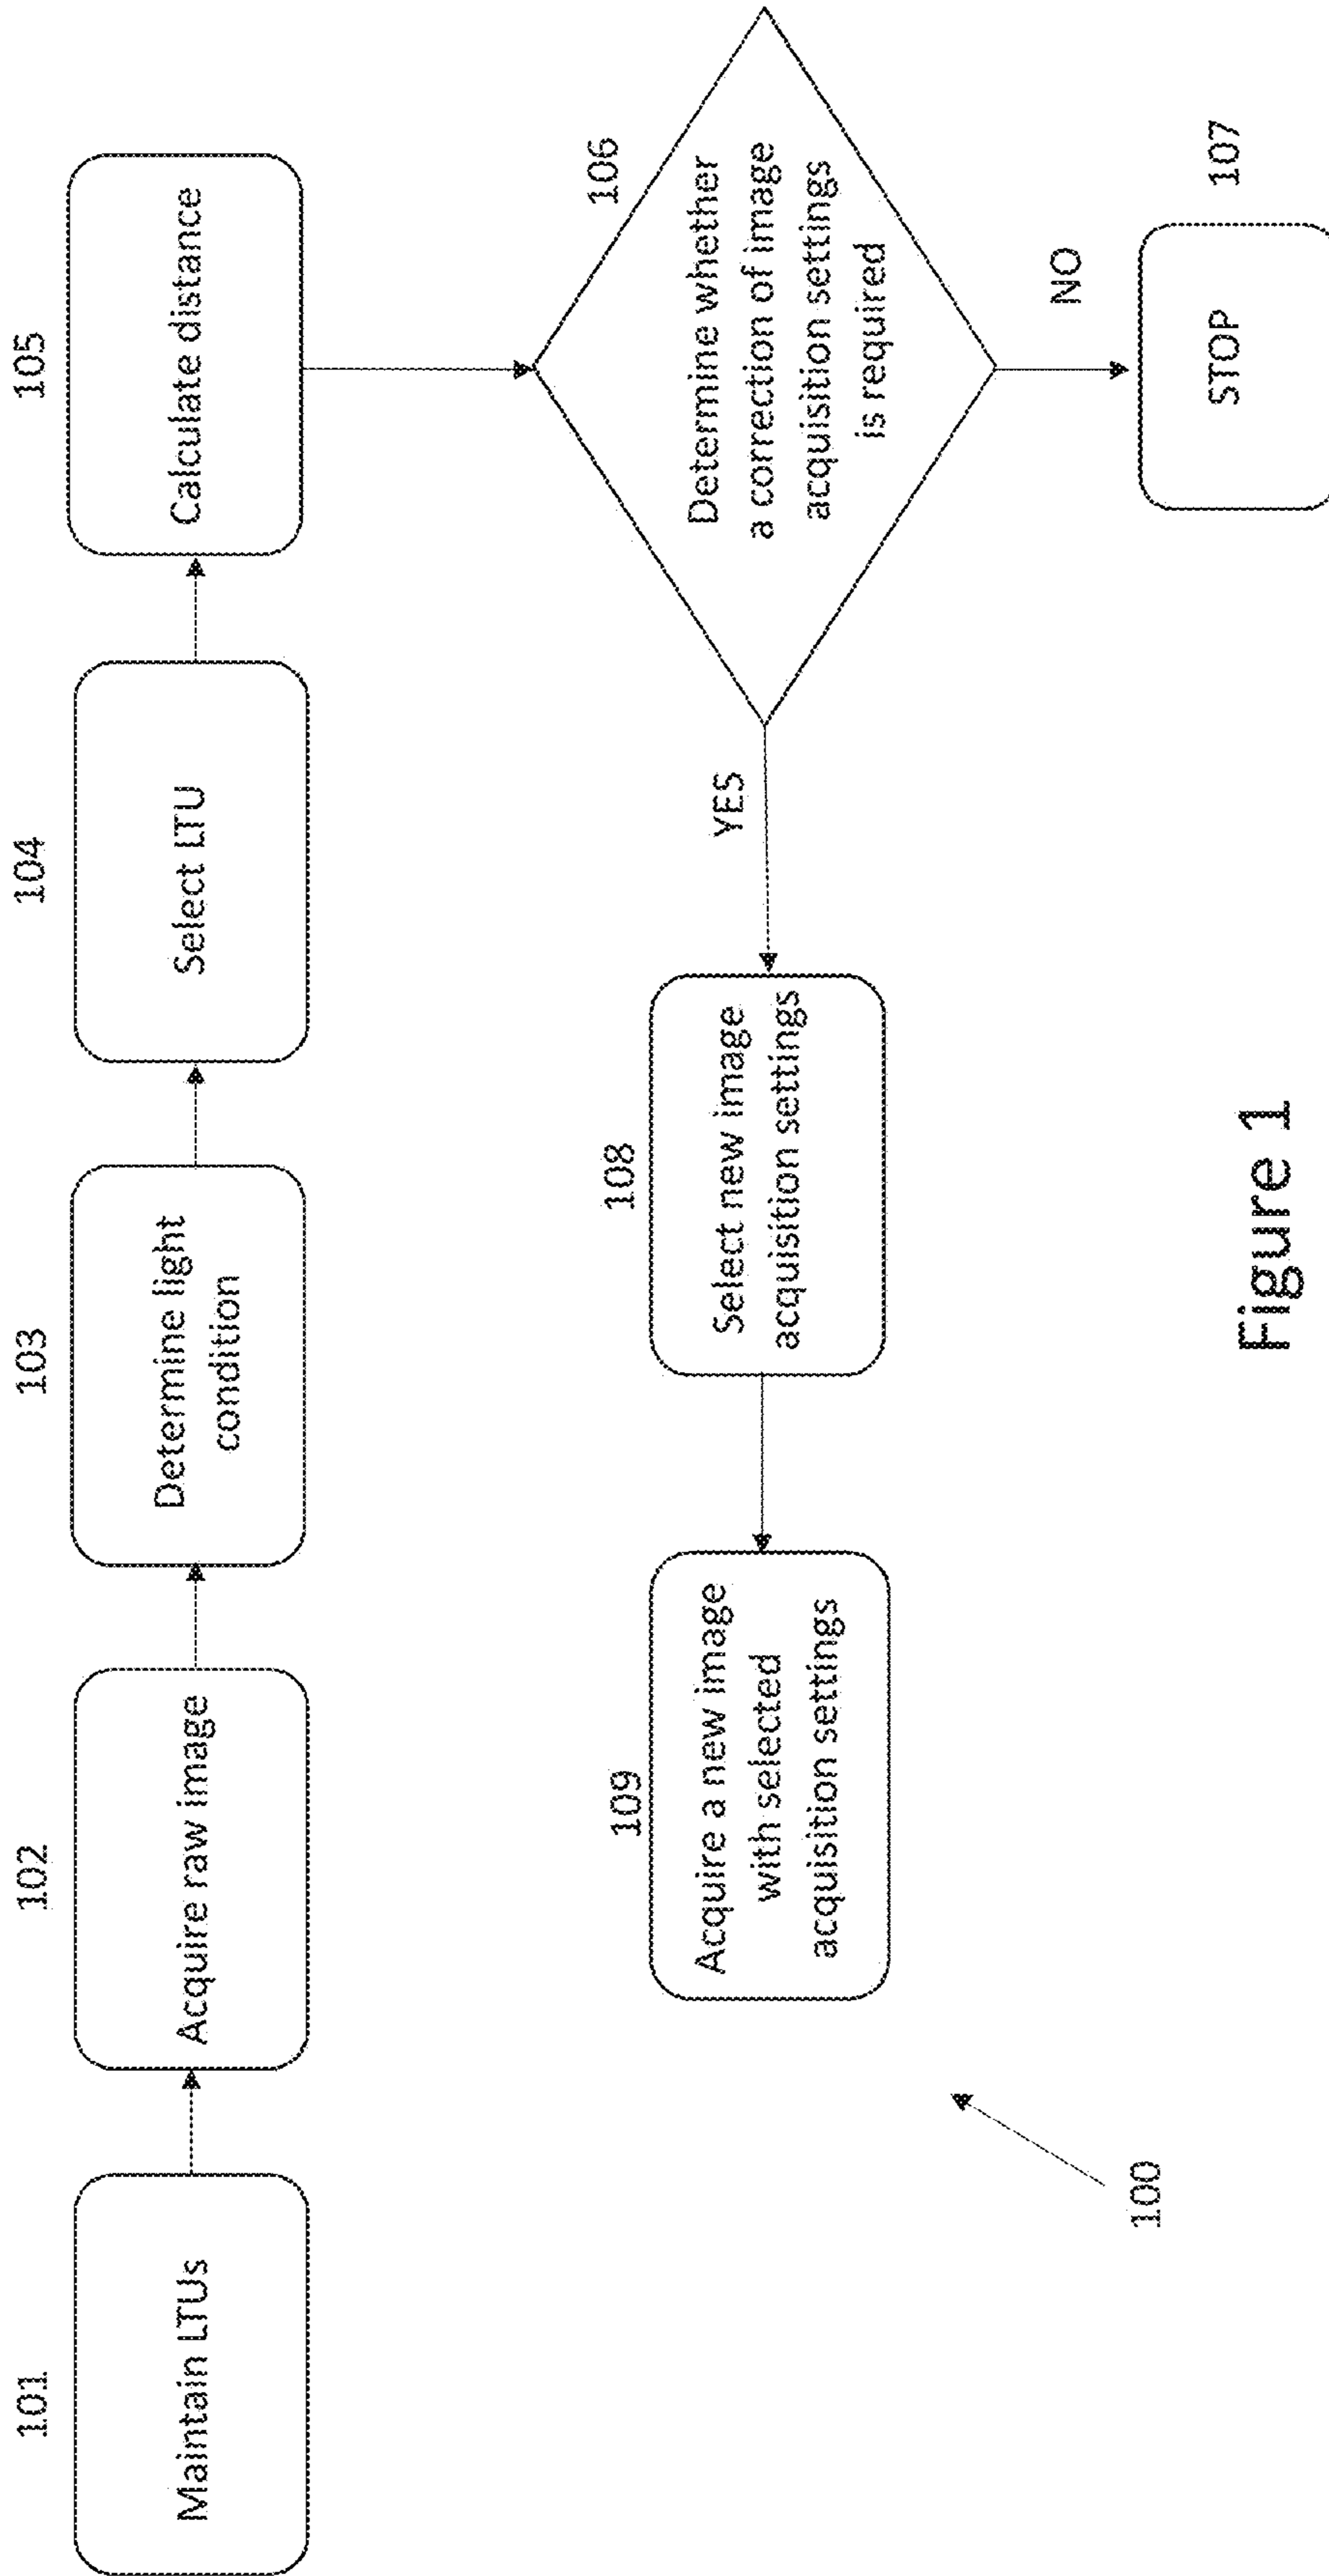 101
Maintain LTUs
102
Acquire raw image
103
Determine light
condition
104
Select LTU
105
Calculate distance
106
Determine whether
a correction of image
acquisition settings
is required
YES
NO
107
STOP
108
Select new image
acquisition settings
109
Acquire a new image
with selected
acquisition settings
100
Figure 1